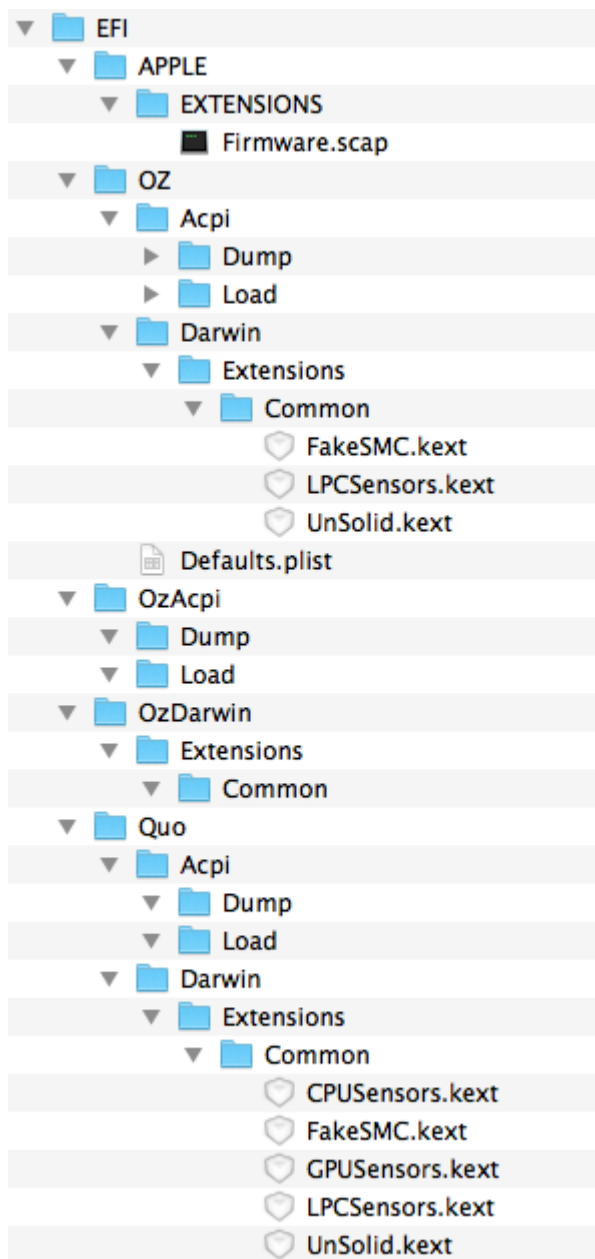 EFI
APPLE
EXTENSIONS
Firmware.scap
OZ
Acpi
Dump
Load
Darwin
Extensions
Common
FakeSMC.kext
LPCSensors.kext
UnSolid.kext
Defaults.plist
OzAcpi
Dump
Load
OzDarwin
Extensions
Common
Quo
Acpi
Dump
Load
Darwin
Extensions
Common
CPUSensors.kext
FakeSMC.kext
GPUSensors.kext
LPCSensors.kext
UnSolid.kext